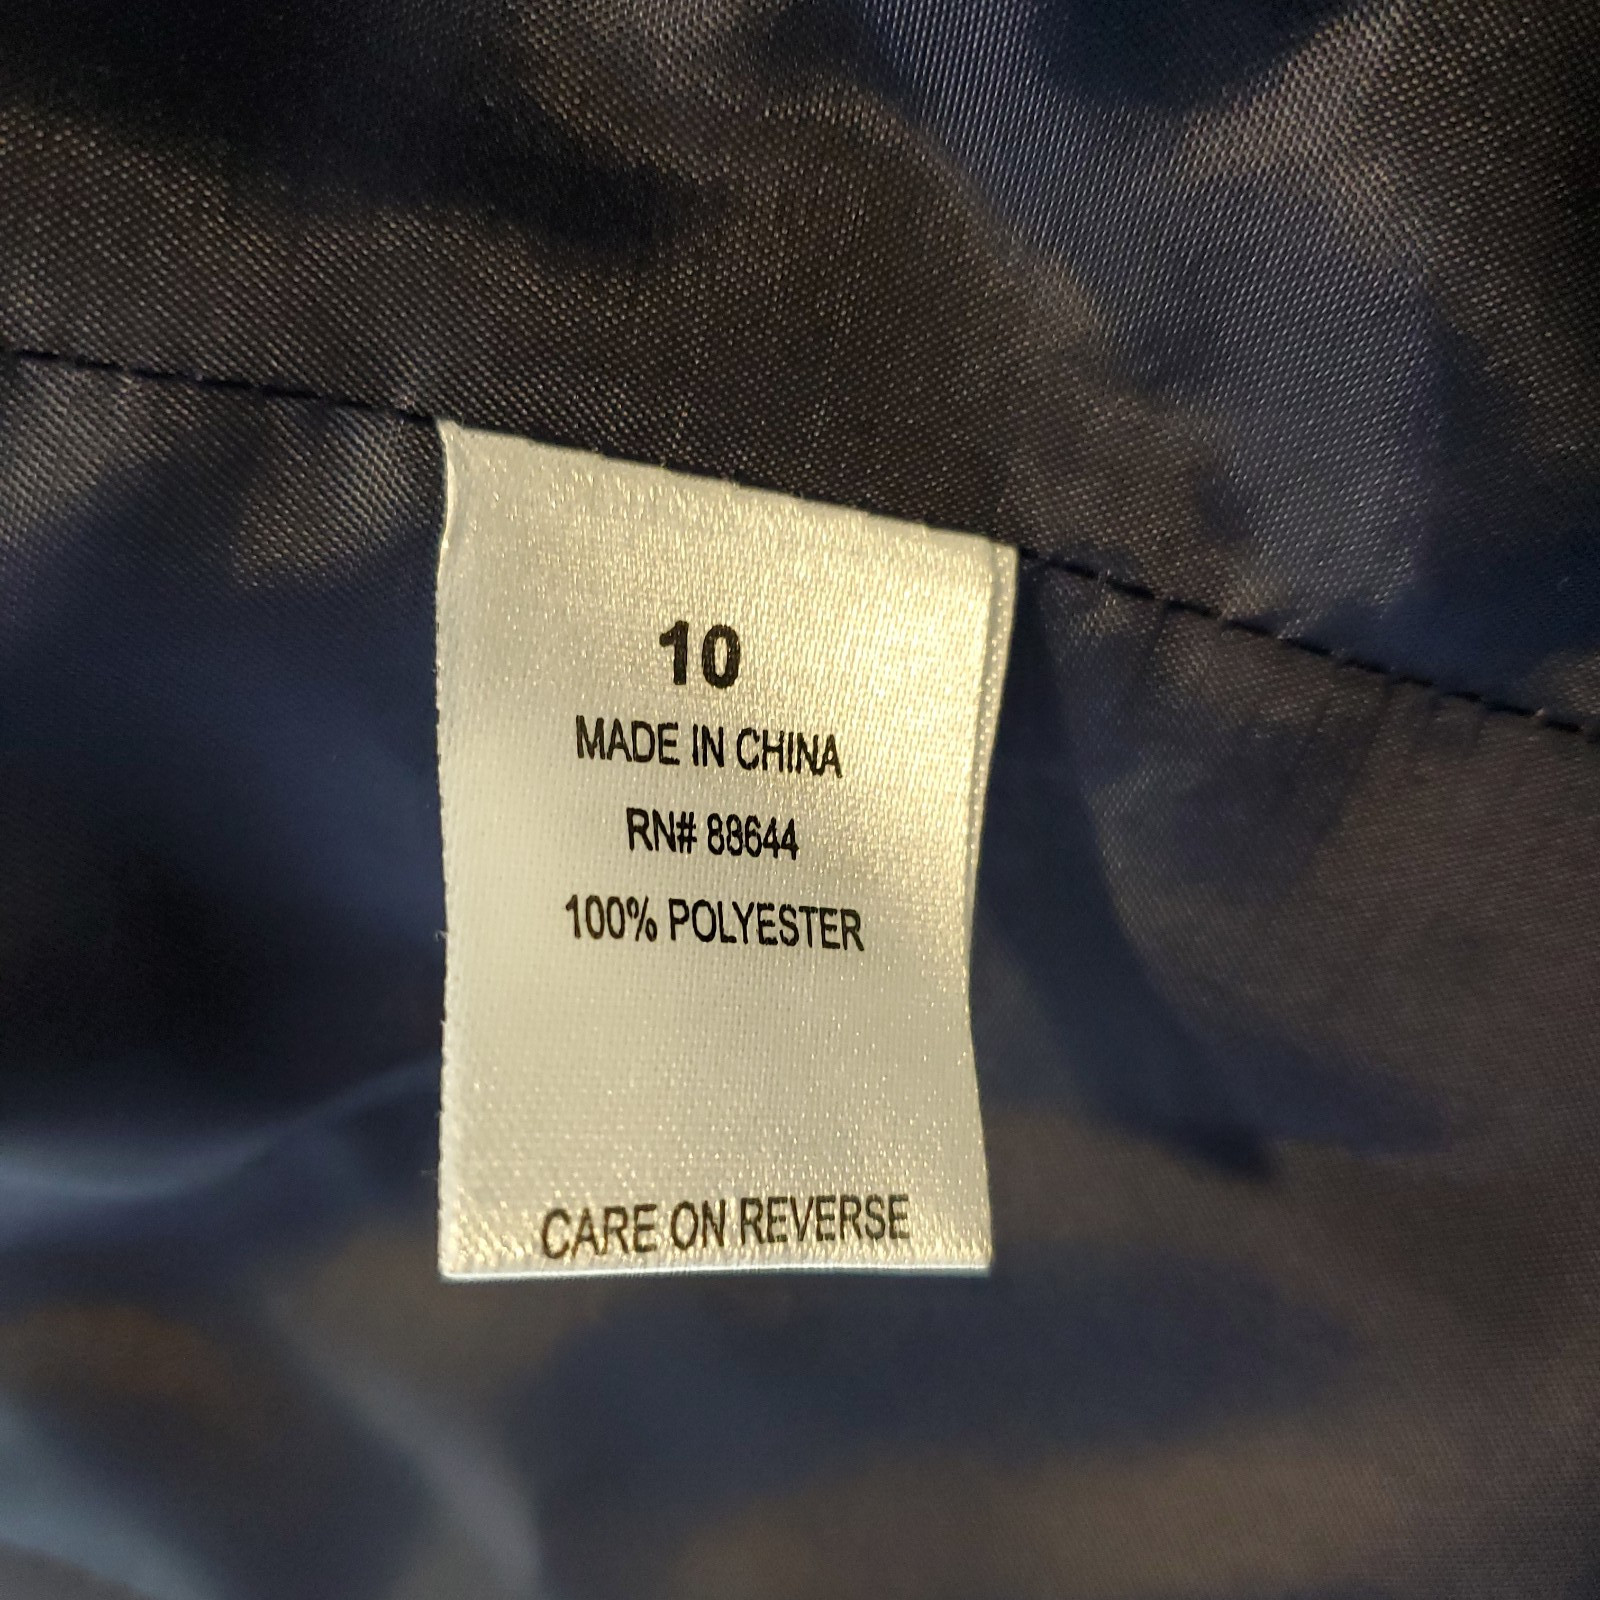 10
MADE IN CHINA
RN# 88644
100% POLYESTER
CARE ON REVERSE